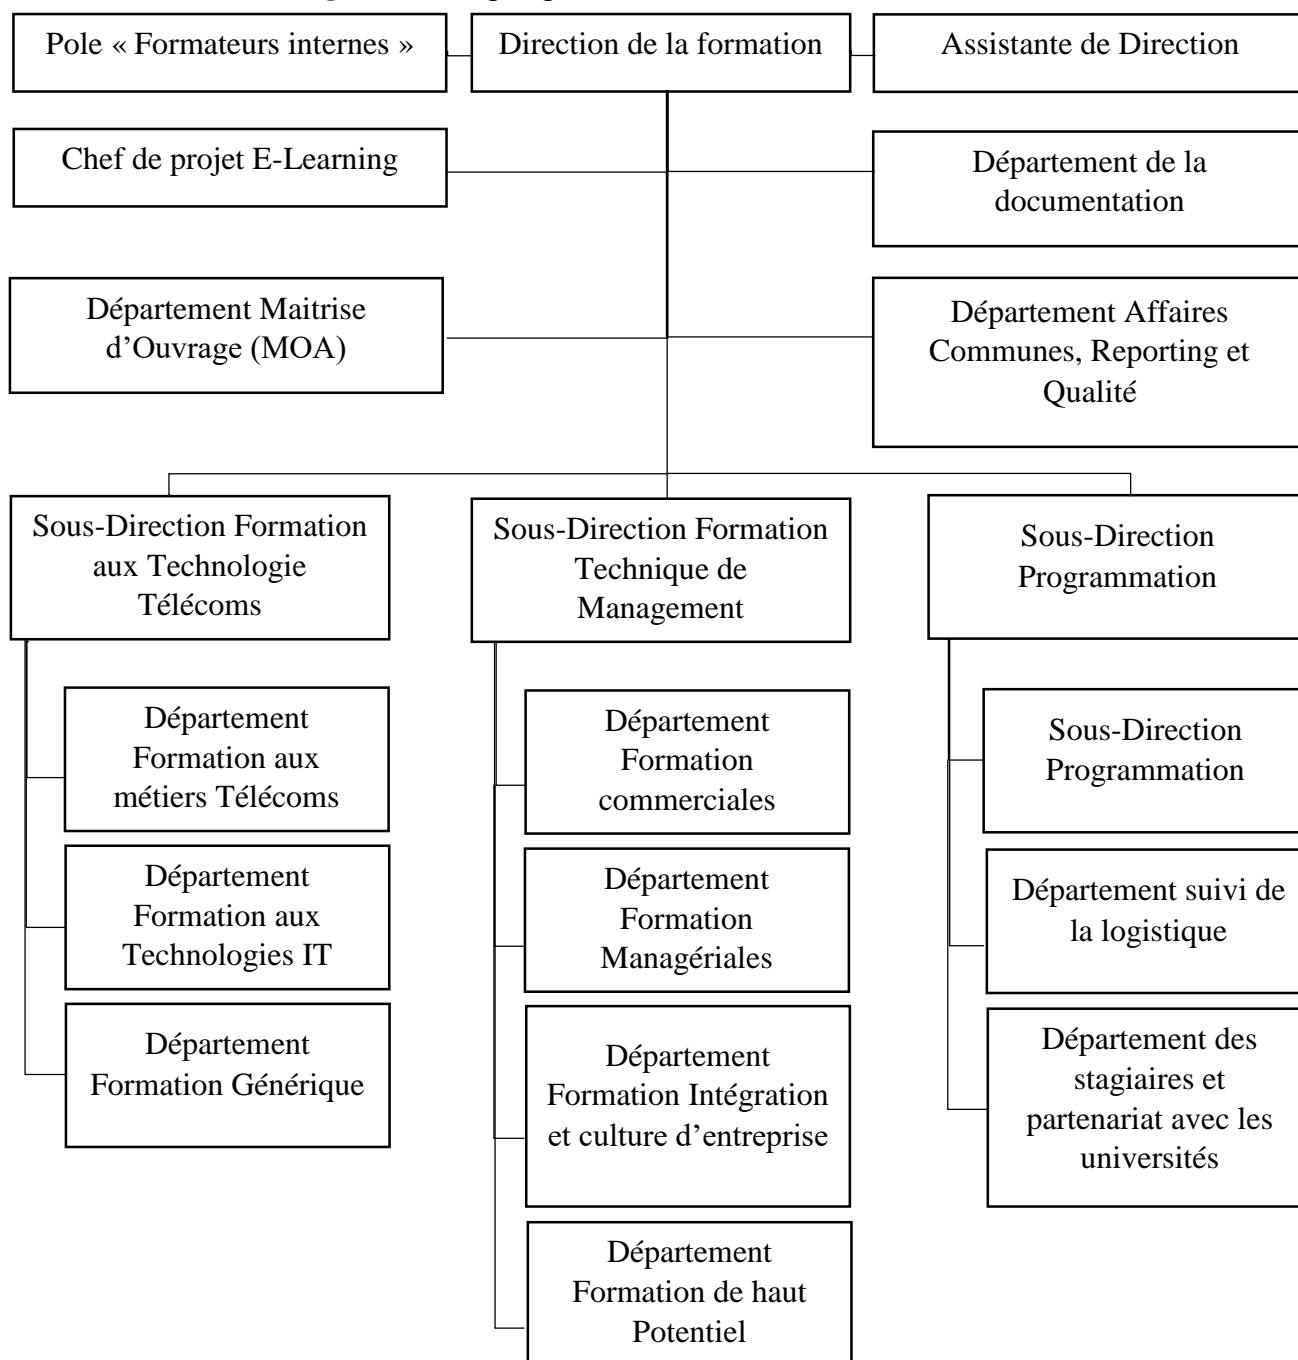 Pole « Formateurs internes »
Direction de la formation
Assistante de Direction
Chef de projet E-Learning
Département de la
documentation
Département Maitrise
d’Ouvrage (MOA)
Département Affaires
Communes, Reporting et
Qualité
Sous-Direction Formation
aux Technologie
Télécoms
Sous-Direction Formation
Technique de
Management
Sous-Direction
Programmation
Département
Formation aux
métiers Télécoms
Département
Formation aux
Technologies IT
Département
Formation Générique
Département
Formation
commerciales
Département
Formation
Managériales
Département
Formation Intégration
et culture d’entreprise
Département
Formation de haut
Potentiel
Sous-Direction
Programmation
Département suivi de
la logistique
Département des
stagiaires et
partenariat avec les
universités